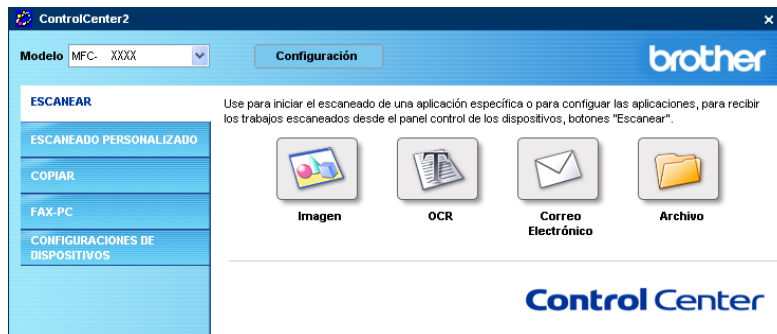 ControlCenter2
Modelo MFC- XXXX
Configuración
brother
ESCANEAR
ESCANEADO PERSONALIZADO
COPIAR
FAX-PC
CONFIGURACIONES DE
DISPOSITIVOS
Use para iniciar el escaneado de una aplicación específica o para configuar las aplicaciones, para recibir
los trabajos escaneados desde el panel control de los dispositivos, botones "Escanear".
Imagen
OCR
Correo
Electrónico
Archivo
Control Center